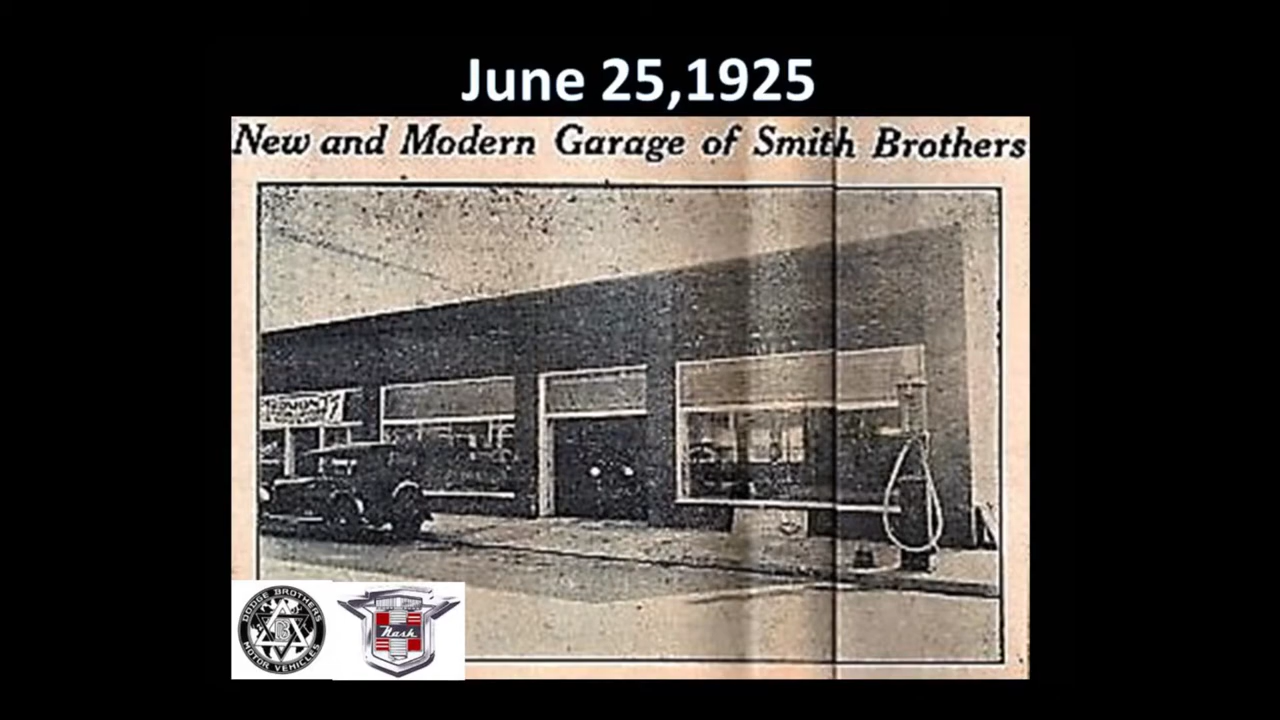 June 25,1925
New and Modern Garage of Smith Brothers
DODGE BROTHERS
MOTOR VEHICLES
Nash